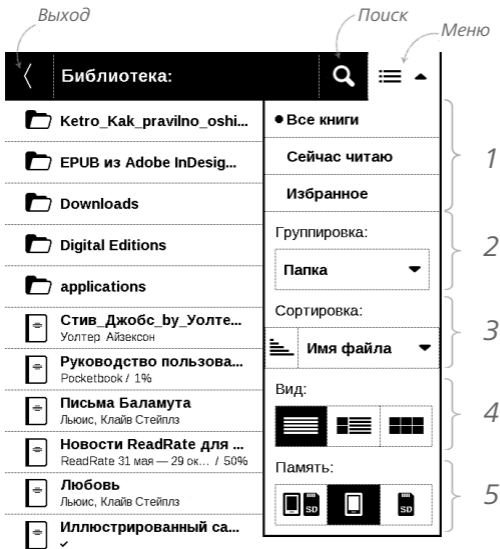 Выход
Поиск
Меню
Библиотека:
Ketro_Kak_pravilno_oshi...
EPUB из Adobe InDesig...
Downloads
Digital Editions
applications
Стив_Джобс_by_Уолте...
Уолтер Айзексон
Руководство пользова...
Pocketbook / 1%
Письма Баламута
Льюис, Клайв Стейплз
Новости ReadRate для ...
ReadRate 31 мая — 29 ок... / 50%
Любовь
Льюис, Клайв Стейплз
Иллюстрированный са...
Все книги
Сейчас читаю
Избранное
1
Группировка:
Папка
2
Сортировка:
Имя файла
3
Вид:
4
Память:
SD
SD
5